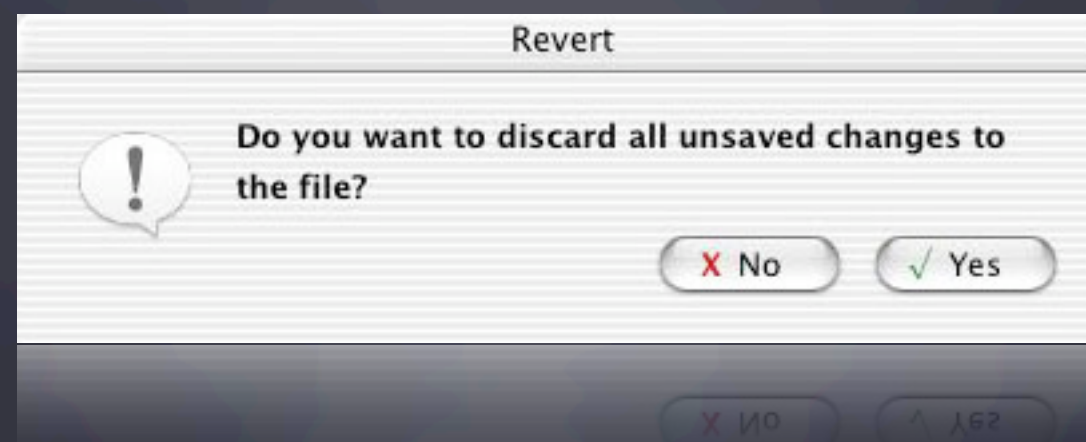 Revert
Do you want to discard all unsaved changes to
the file?
X No √ Yes